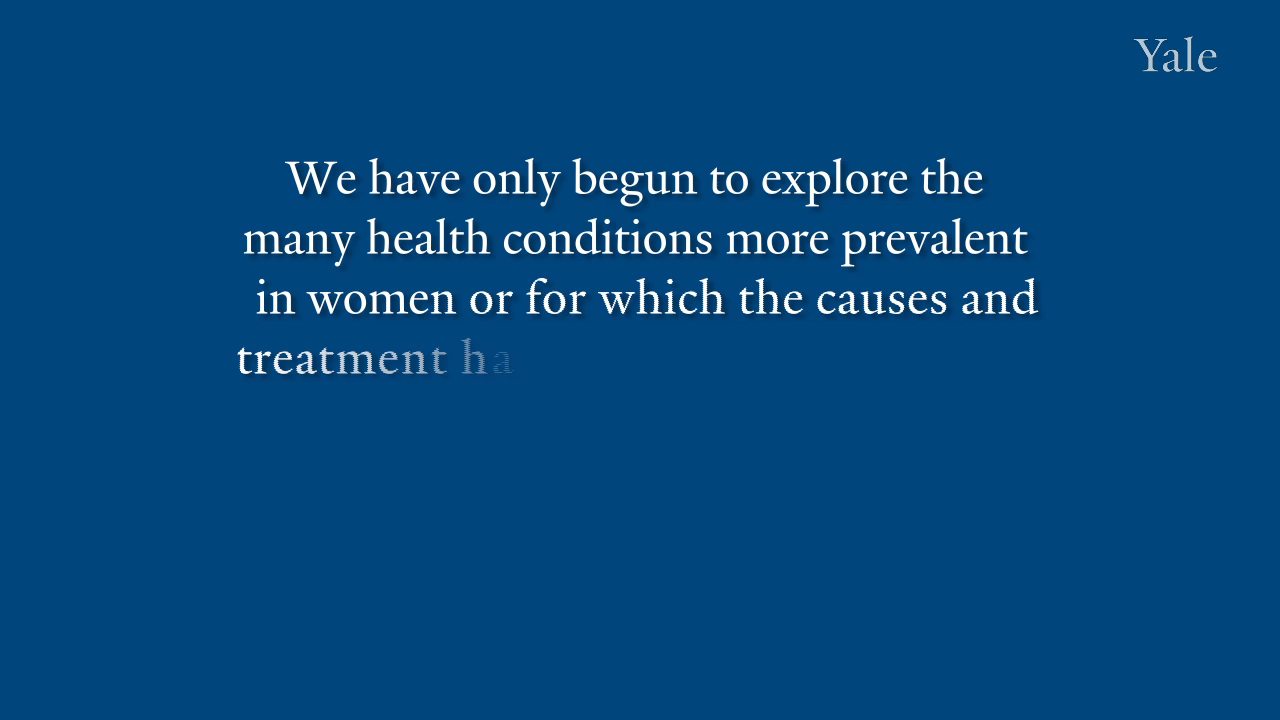 Yale
We have only begun to explore the
many health conditions more prevalent
in women or for which the causes and
treatment ha